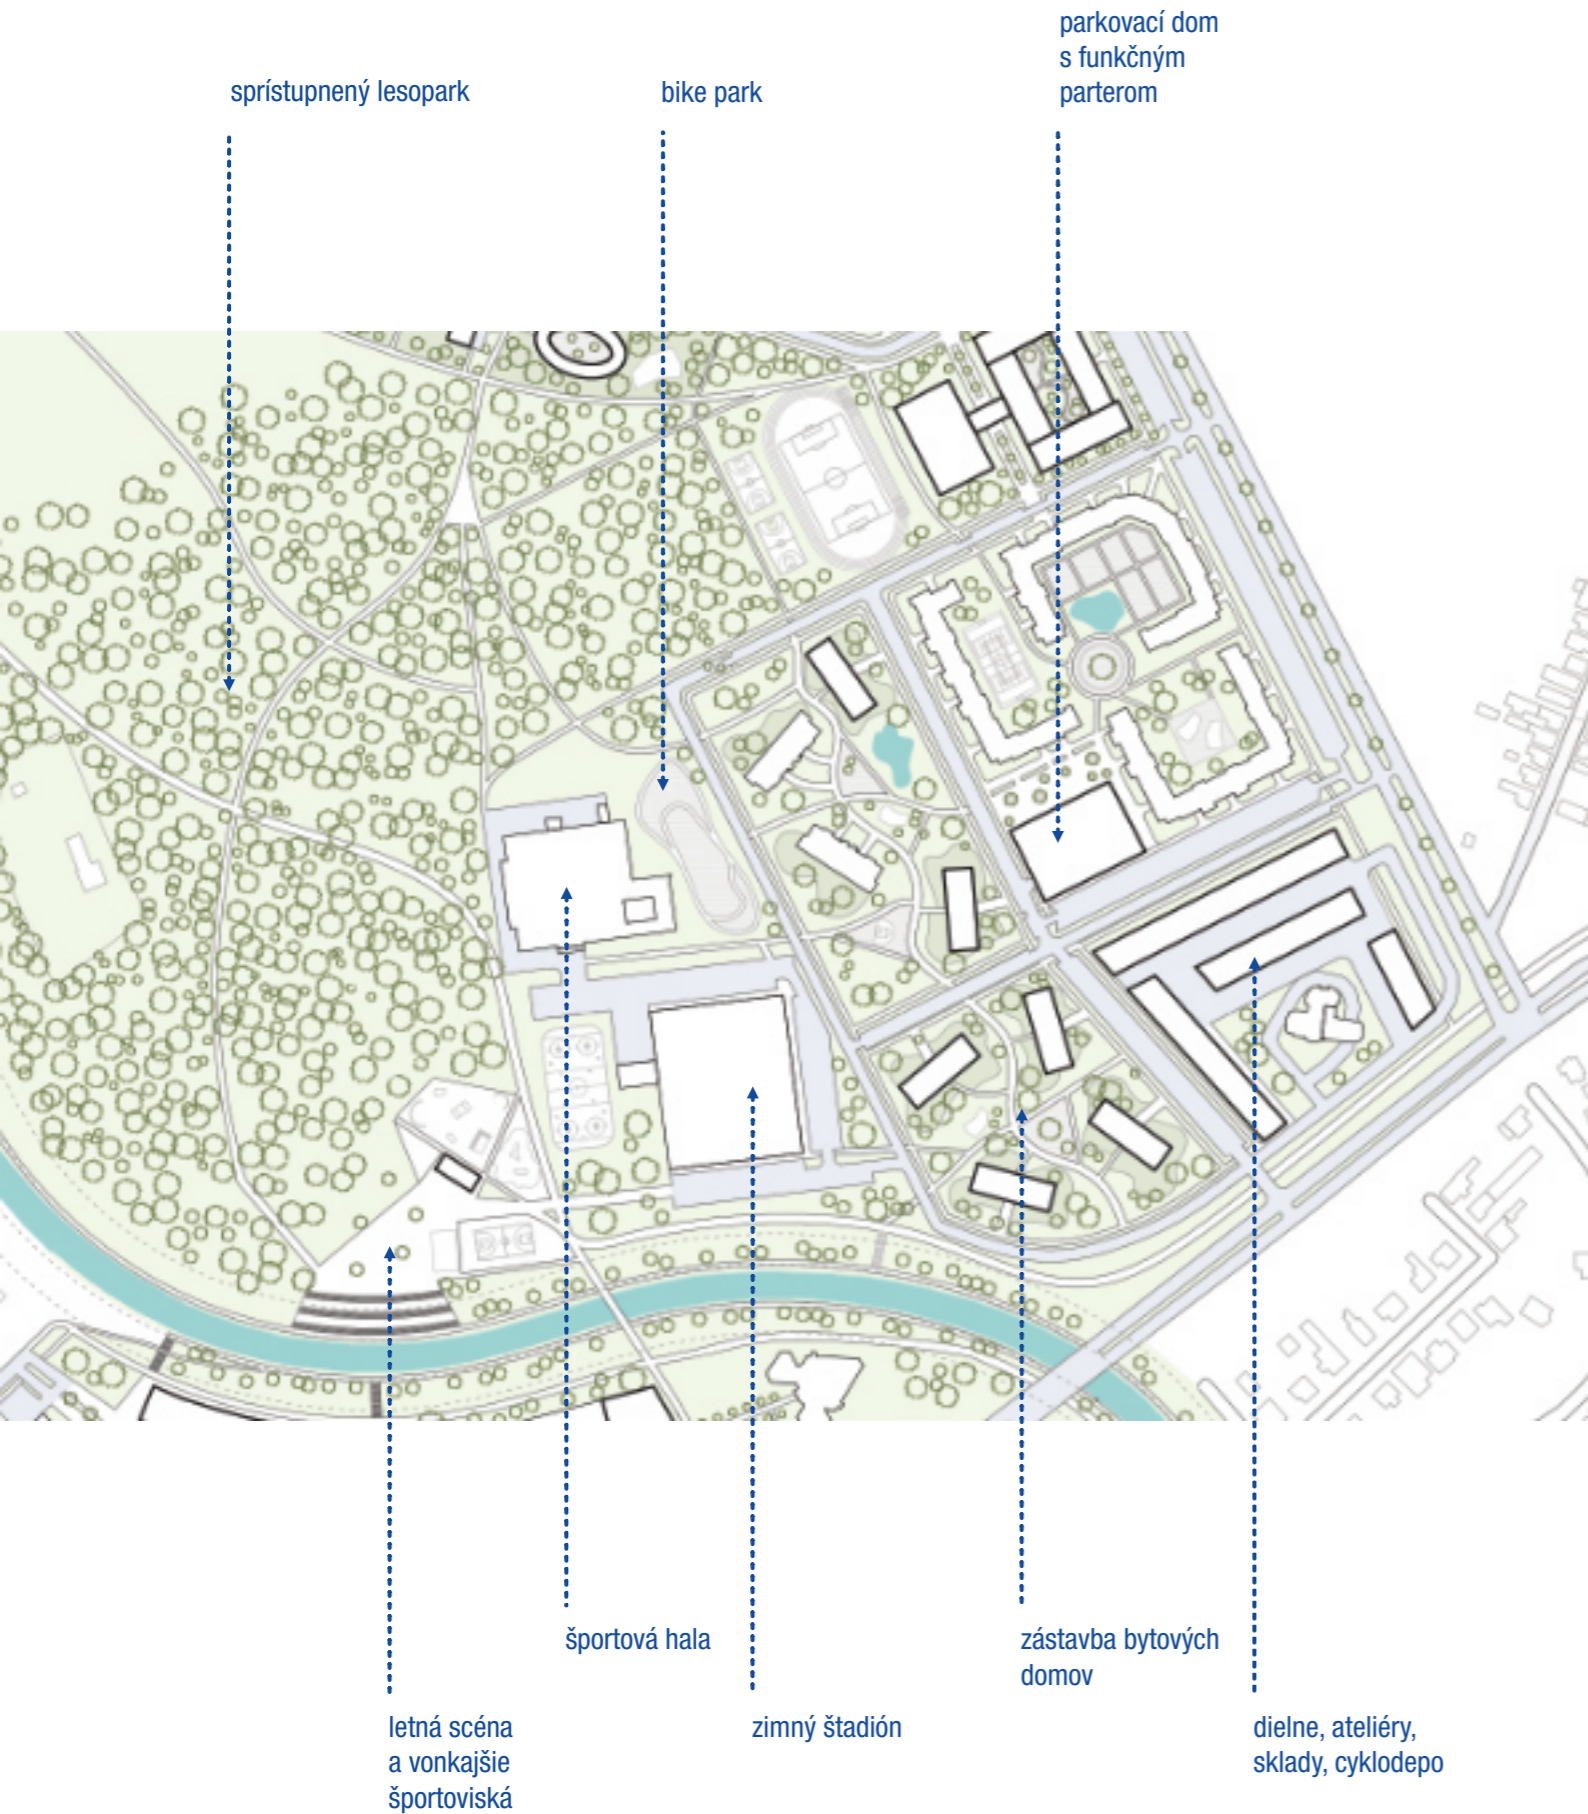 parkovací dom
s funkčným
parterom
sprístupnený lesopark
bike park
športová hala
zástavba bytových
domov
letná scéna
a vonkajšie
športoviská
zimný štadión
dielne, ateliéry,
sklady, cyklodepo